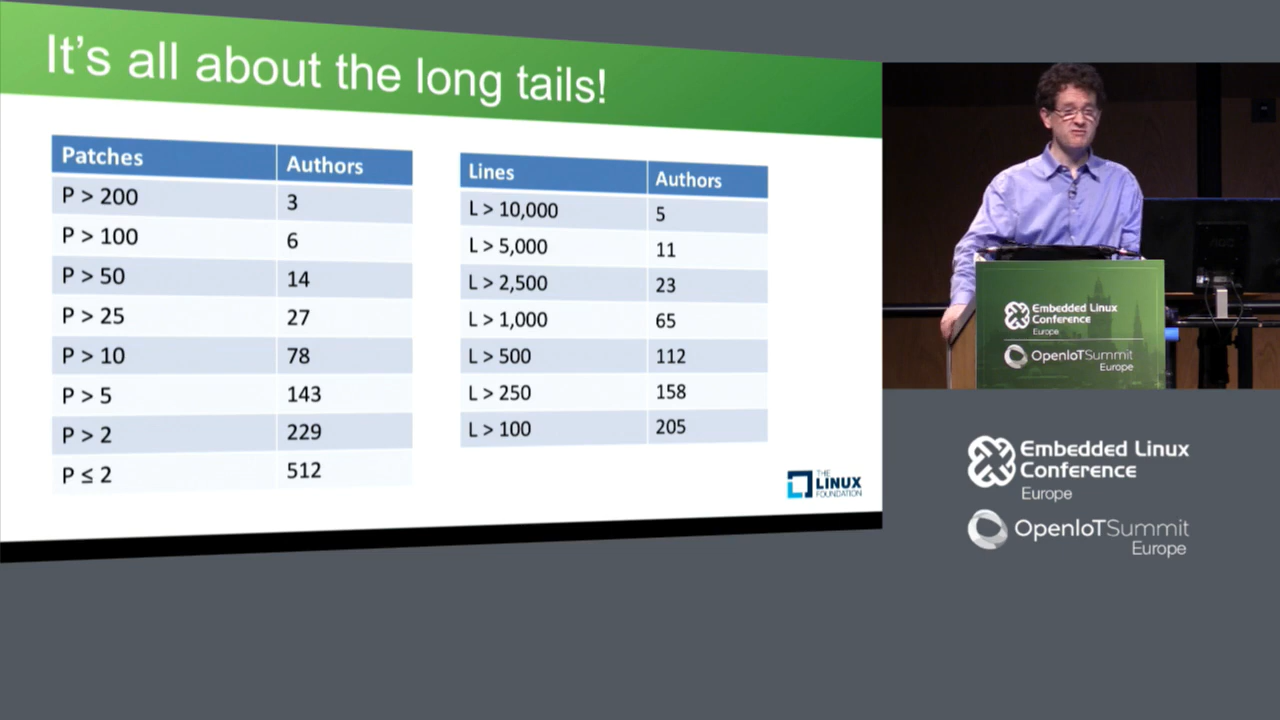 It's all about the long tails!
Patches Authors
P > 200 3
P > 100 6
P > 50 14
P > 25 27
P > 10 78
P > 5 143
P > 2 229
P ≤ 2 512
Lines Authors
L > 10,000 5
L > 5,000 11
L > 2,500 23
L > 1,000 65
L > 500 112
L > 250 158
L > 100 205
THE
LINUX
FOUNDATION
Embedded Linux
Conference
Europe
OpenIoTSummit
Europe
Embedded Linux
Conference
Europe
OpenIoTSummit
Europe